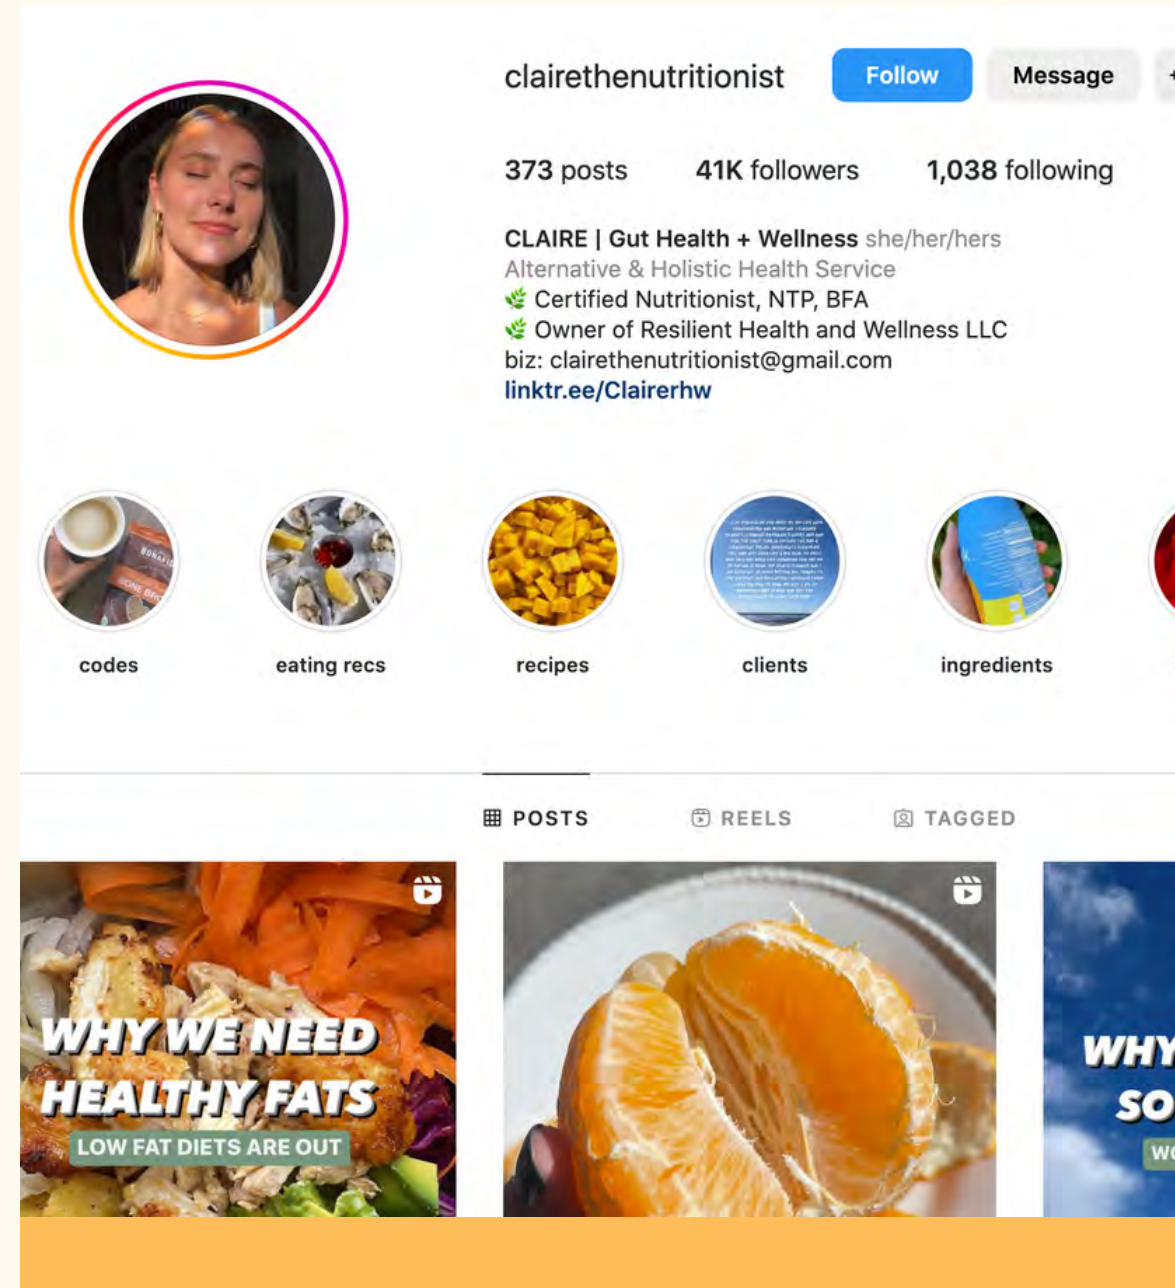 clairethenutritionist Follow Message
373 posts 41K followers 1,038 following
CLAIRE | Gut Health + Wellness she/her/hers
Alternative & Holistic Health Service
🌿 Certified Nutritionist, NTP, BFA
🌿 Owner of Resilient Health and Wellness LLC
biz: clairethenutritionist@gmail.com
linktr.ee/Clairerhw
BONE BRO
codes eating recs recipes clients ingredients
POSTS REELS TAGGED
WHY WE NEED
HEALTHY FATS
LOW FAT DIETS ARE OUT
WHY
SO